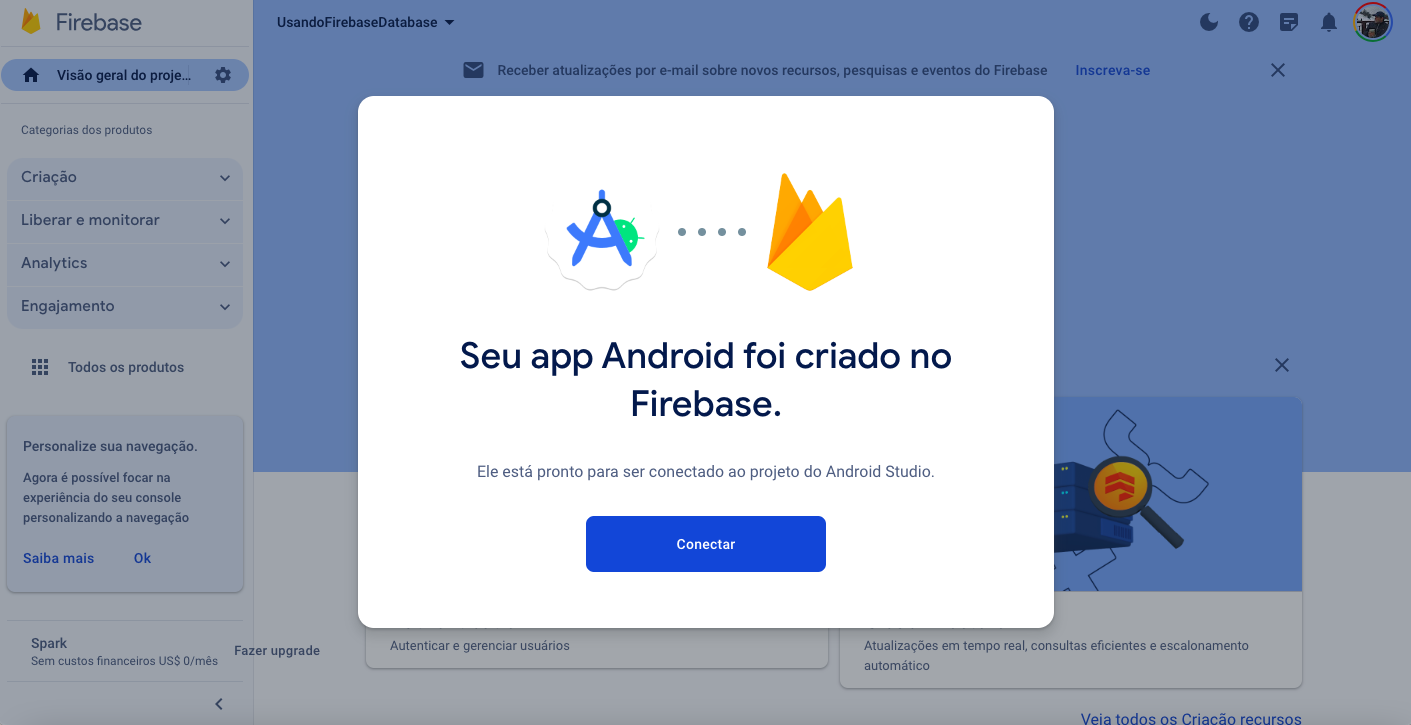 Firebase
UsandoFirebaseDatabase
Visão geral do proje...
Receber atualizações por e-mail sobre novos recursos, pesquisas e eventos do Firebase
Inscreva-se
Categorias dos produtos
Criação
Liberar e monitorar
Analytics
Engajamento
Todos os produtos
Personalize sua navegação.
Agora é possível focar na
experiência do seu console
personalizando a navegação
Saiba mais
Ok
Spark
Sem custos financeiros US$ 0/mês
Fazer upgrade
Seu app Android foi criado no
Firebase.
Ele está pronto para ser conectado ao projeto do Android Studio.
Conectar
Autenticar e gerenciar usuários
Atualizações em tempo real, consultas eficientes e escalonamento
automático
Veja todos os Criação recursos